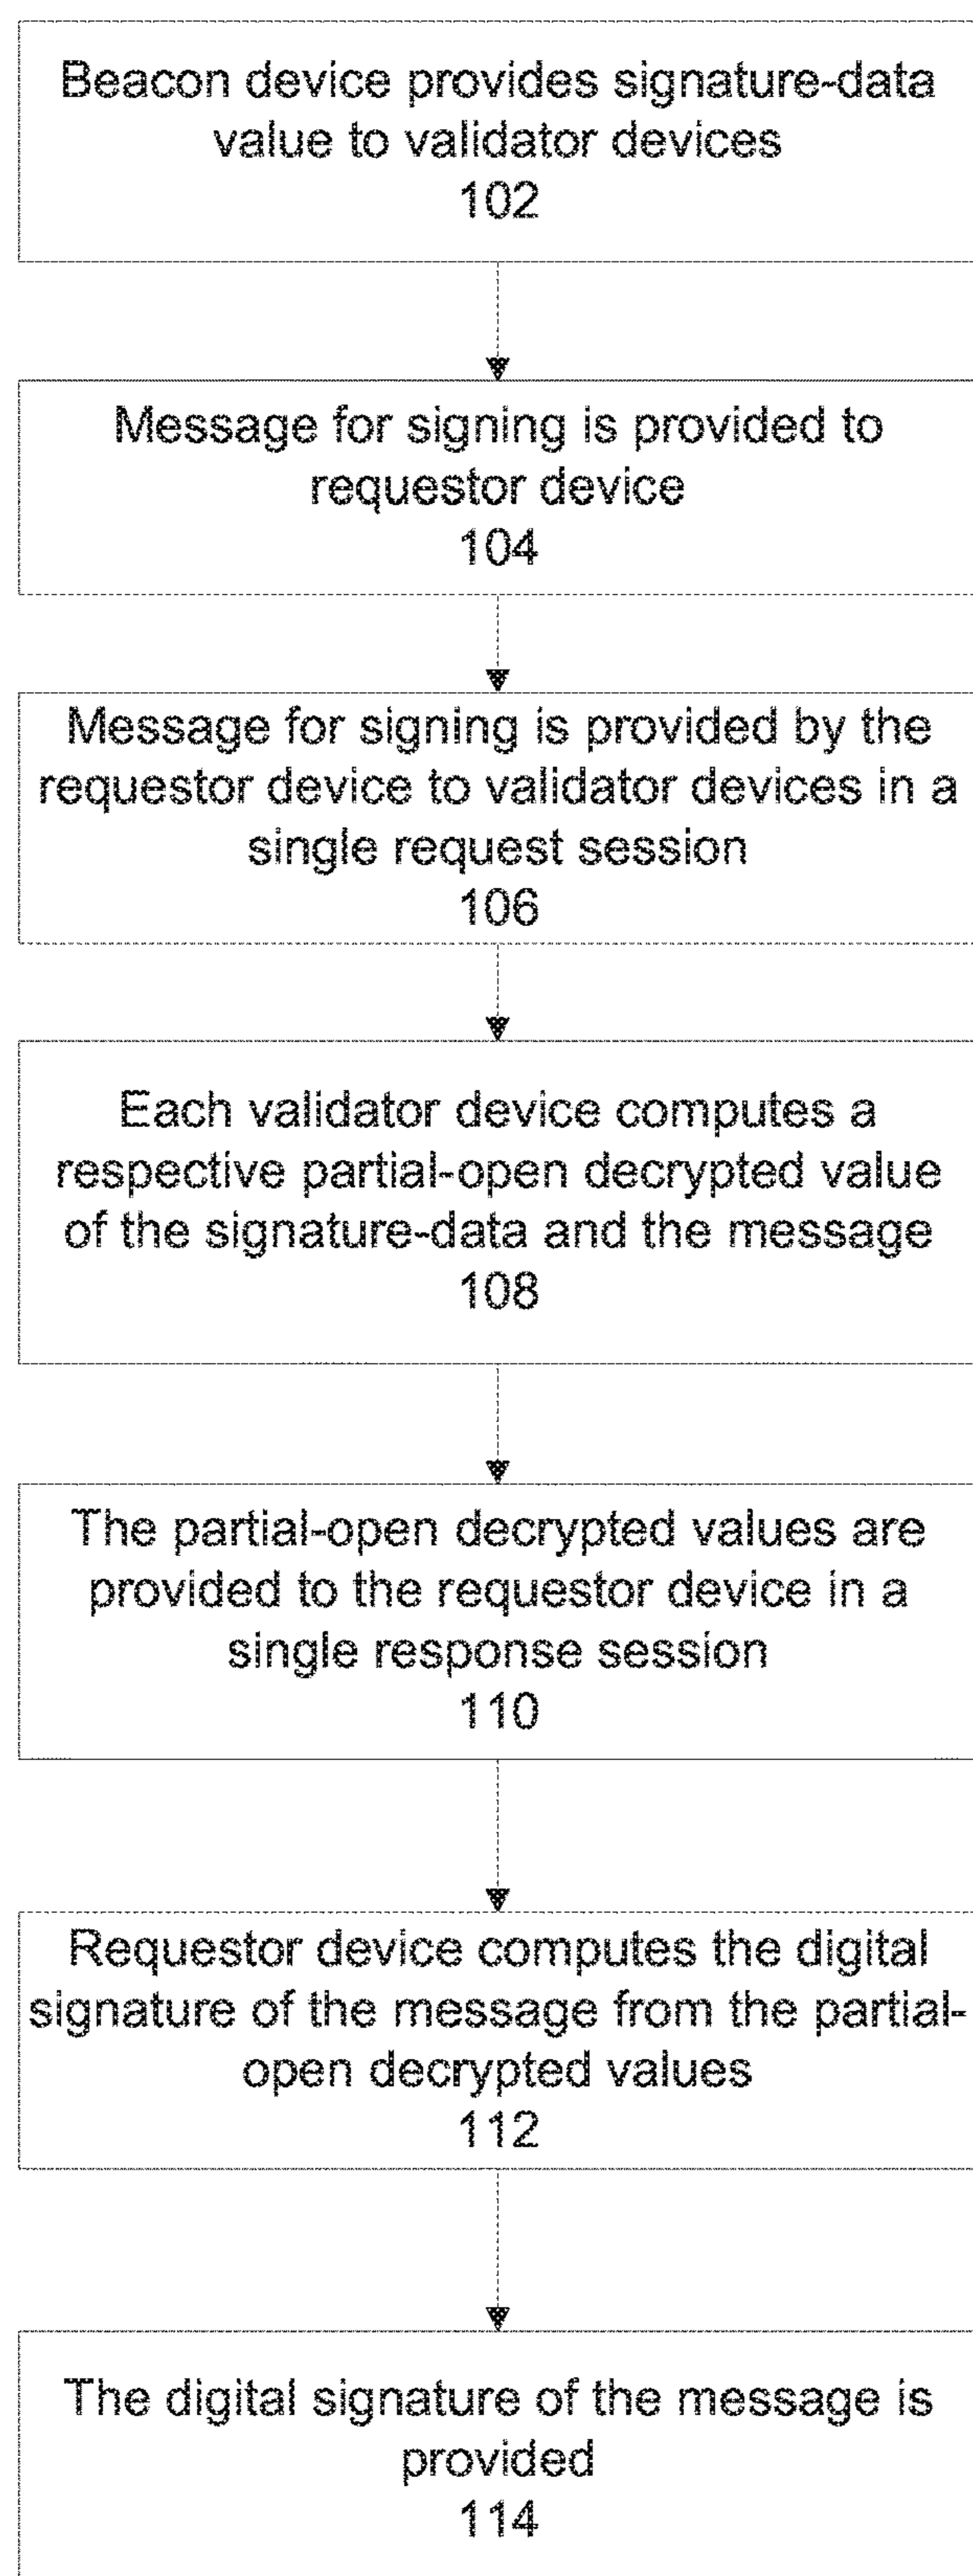 Beacon device provides signature-data
value to validator devices
102
Message for signing is provided to
requestor device
104
Message for signing is provided by the
requestor device to validator devices in a
single request session
106
Each validator device computes a
respective partial-open decrypted value
of the signature-data and the message
108
The partial-open decrypted values are
provided to the requestor device in a
single response session
110
Requestor device computes the digital
signature of the message from the partial-
open decrypted values
112
The digital signature of the message is
provided
114